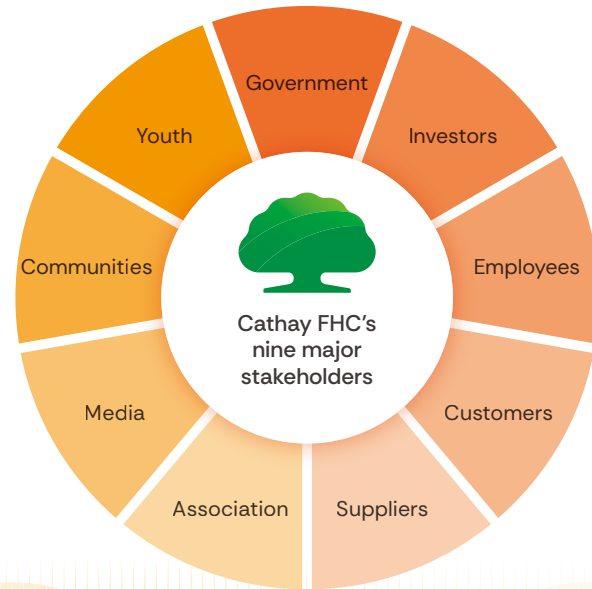 Government
Investors
Employees
Customers
Suppliers
Association
Media
Communities
Youth
Cathay FHC's
nine major
stakeholders